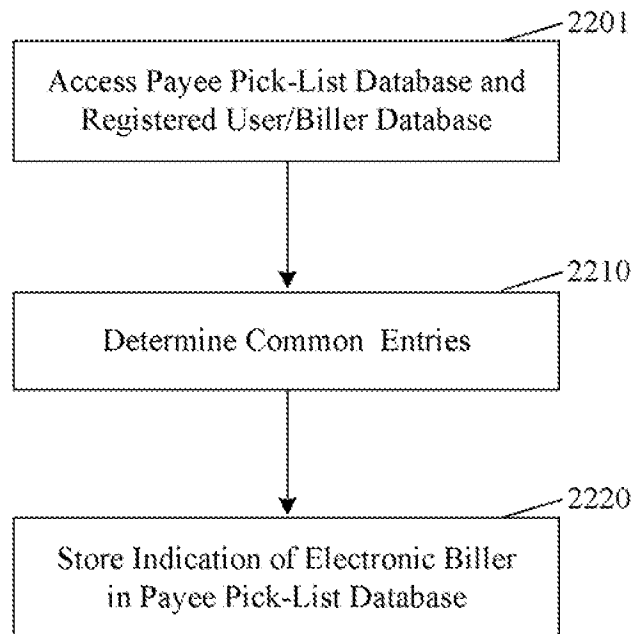 2201
Access Payee Pick-List Database and
Registered User/Biller Database
2210
Determine Common Entries
2220
Store Indication of Electronic Biller
in Payee Pick-List Database